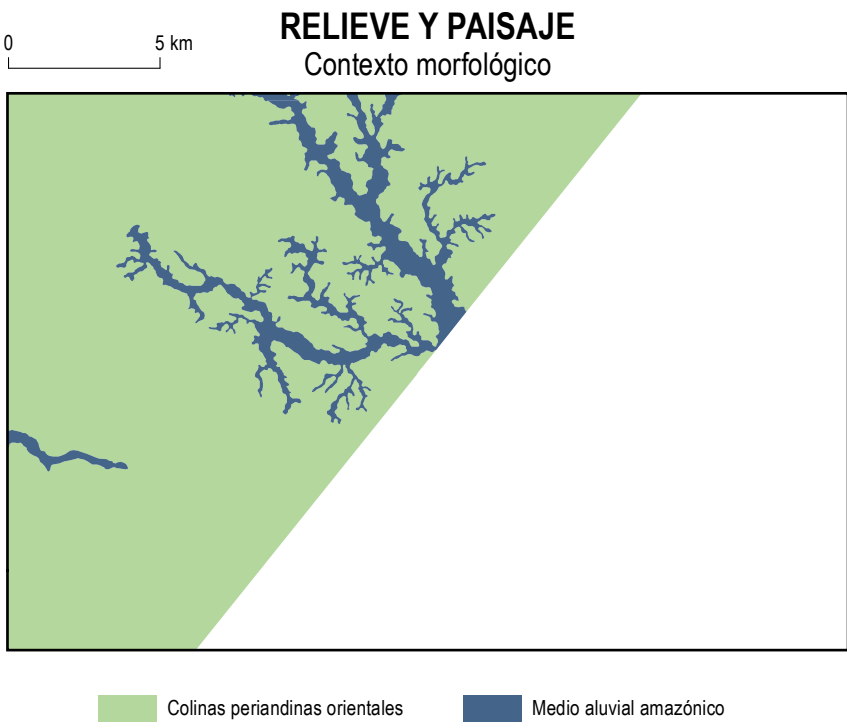 RELIEVE Y PAISAJE
Contexto morfológico
0 5 km
Colinas periandinas orientales
Medio aluvial amazónico